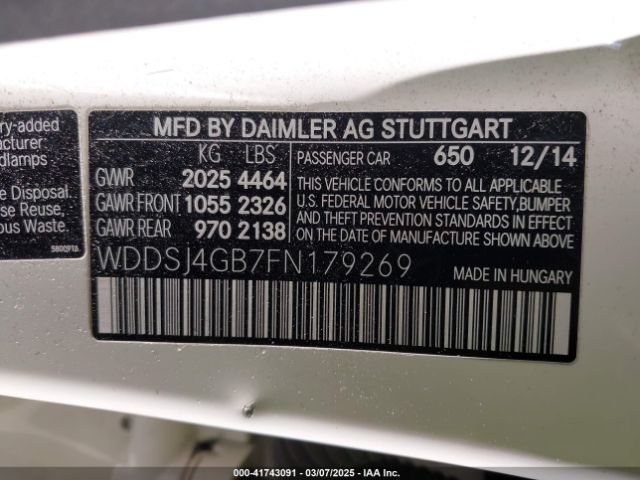 ry-added
acturer
adlamps
e Disposal.
e Reuse,
ous Waste.
MFD BY DAIMLER AG STUTTGART
KG LBS
GVWR 2025 4464
GAWR FRONT 1055 2326
GAWR REAR 970 2138
PASSENGER CAR 650 12/14
THIS VEHICLE CONFORMS TO ALL APPLICABLE
U.S. FEDERAL MOTOR VEHICLE SAFETY,BUMPER
AND THEFT PREVENTION STANDARDS IN EFFECT
ON THE DATE OF MANUFACTURE SHOWN ABOVE.
WDDSJ4GB7FN179269
MADE IN HUNGARY
000-41743091 - 03/07/2025 - IAA Inc.